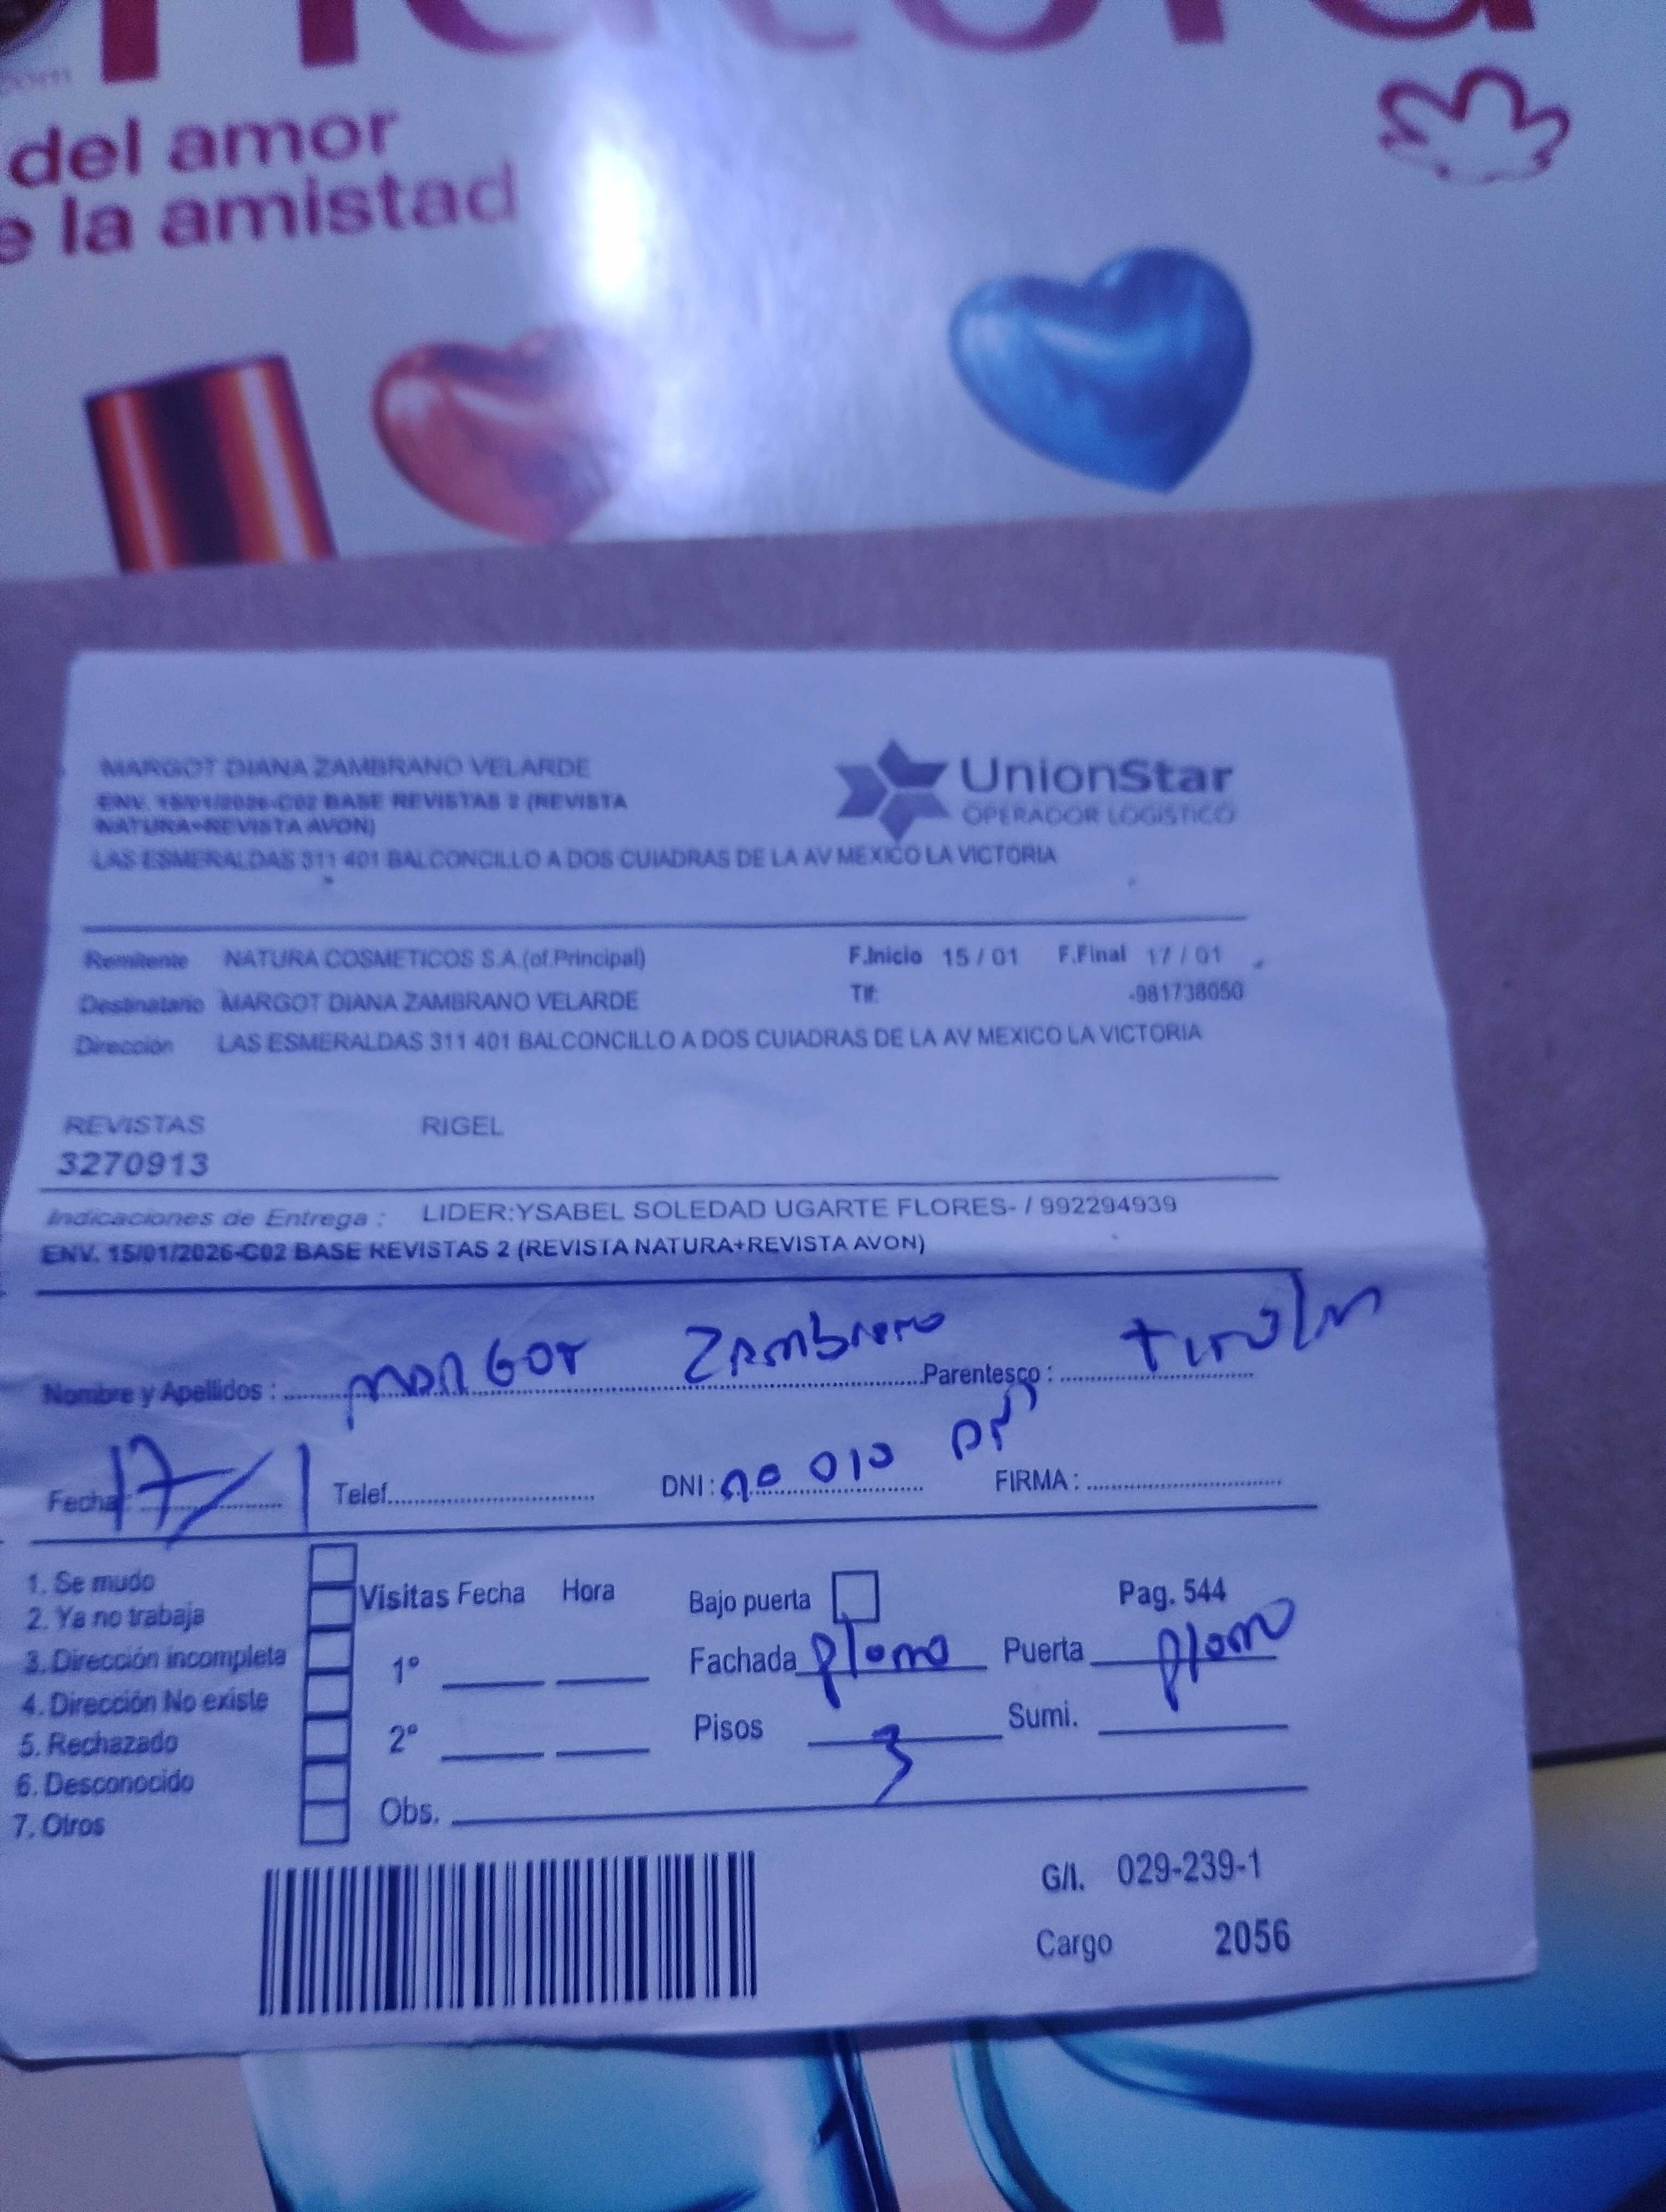 natura
.com
del amor
e la amistad
MARGOT DIANA ZAMBRANO VELARDE
ENV. 15/01/2026-C02 BASE REVISTAS 2 (REVISTA
NATURA+REVISTA AVON)
UnionStar
OPERADOR LOGISTICO
LAS ESMERALDAS 311 401 BALCONCILLO A DOS CUIADRAS DE LA AV MEXICO LA VICTORIA
Remitente NATURA COSMETICOS S.A.(of.Principal) F.Inicio 15 / 01 F.Final 17 / 01
Destinatario MARGOT DIANA ZAMBRANO VELARDE Tlf: -981738050
Dirección LAS ESMERALDAS 311 401 BALCONCILLO A DOS CUIADRAS DE LA AV MEXICO LA VICTORIA
REVISTAS RIGEL
3270913
Indicaciones de Entrega : LIDER:YSABEL SOLEDAD UGARTE FLORES- / 992294939
ENV. 15/01/2026-C02 BASE REVISTAS 2 (REVISTA NATURA+REVISTA AVON)
Nombre y Apellidos : margot Zambrano Parentesco : titular
Fecha: 17/1 Telef. DNI: no dio FIRMA :
1. Se mudo
2. Ya no trabaja
3. Dirección incompleta
4. Dirección No existe
5. Rechazado
6. Desconocido
7. Otros
Visitas Fecha Hora Bajo puerta Pag. 544
1° Fachada plomo Puerta plomo
2° Pisos 3 Sumi.
Obs.
G/I. 029-239-1
Cargo 2056